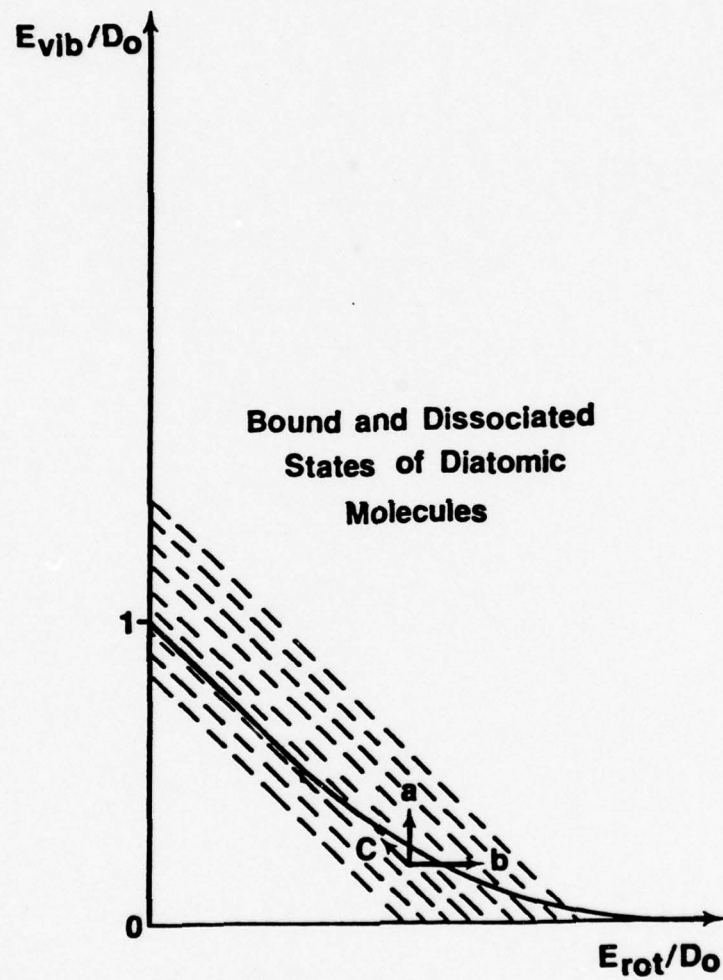 Evib/Do
Bound and Dissociated
States of Diatomic
Molecules
1
a
C
b
0
Erot/Do